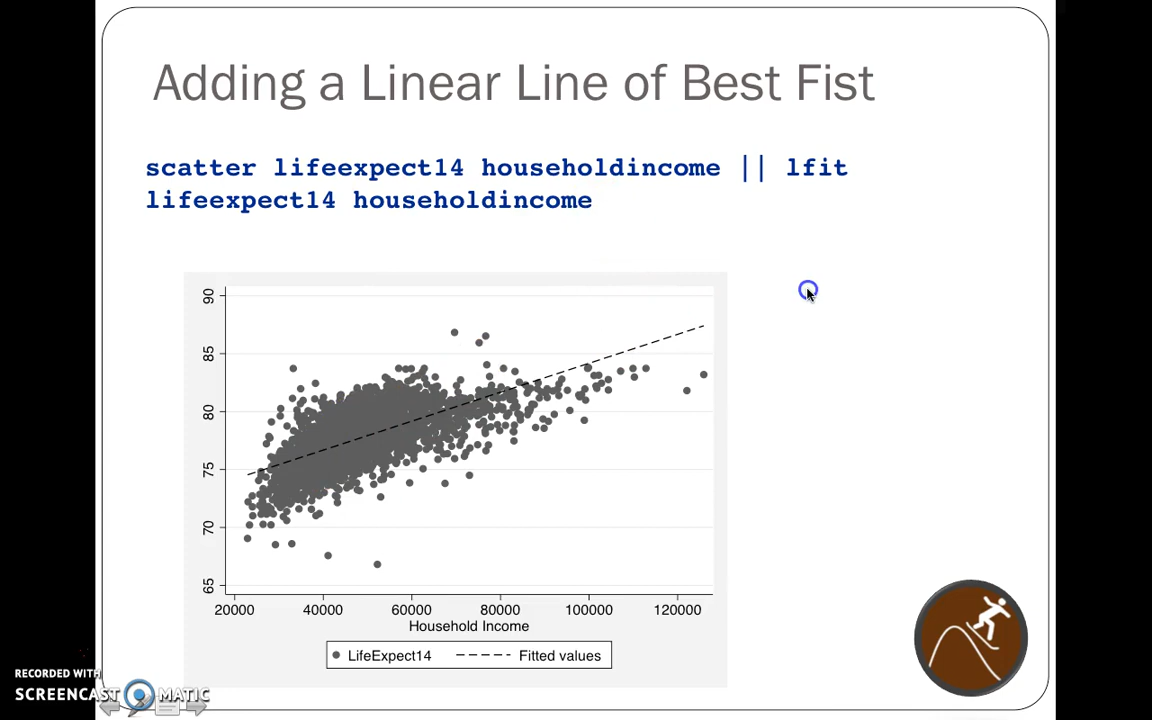 Adding a Linear Line of Best Fist
scatter lifeexpect14 householdincome || lfit
lifeexpect14 householdincome
90
85
80
75
70
65
20000 40000 60000 80000 100000 120000
Household Income
LifeExpect14 Fitted values
RECORDED WITH
SCREENCAST MATIC